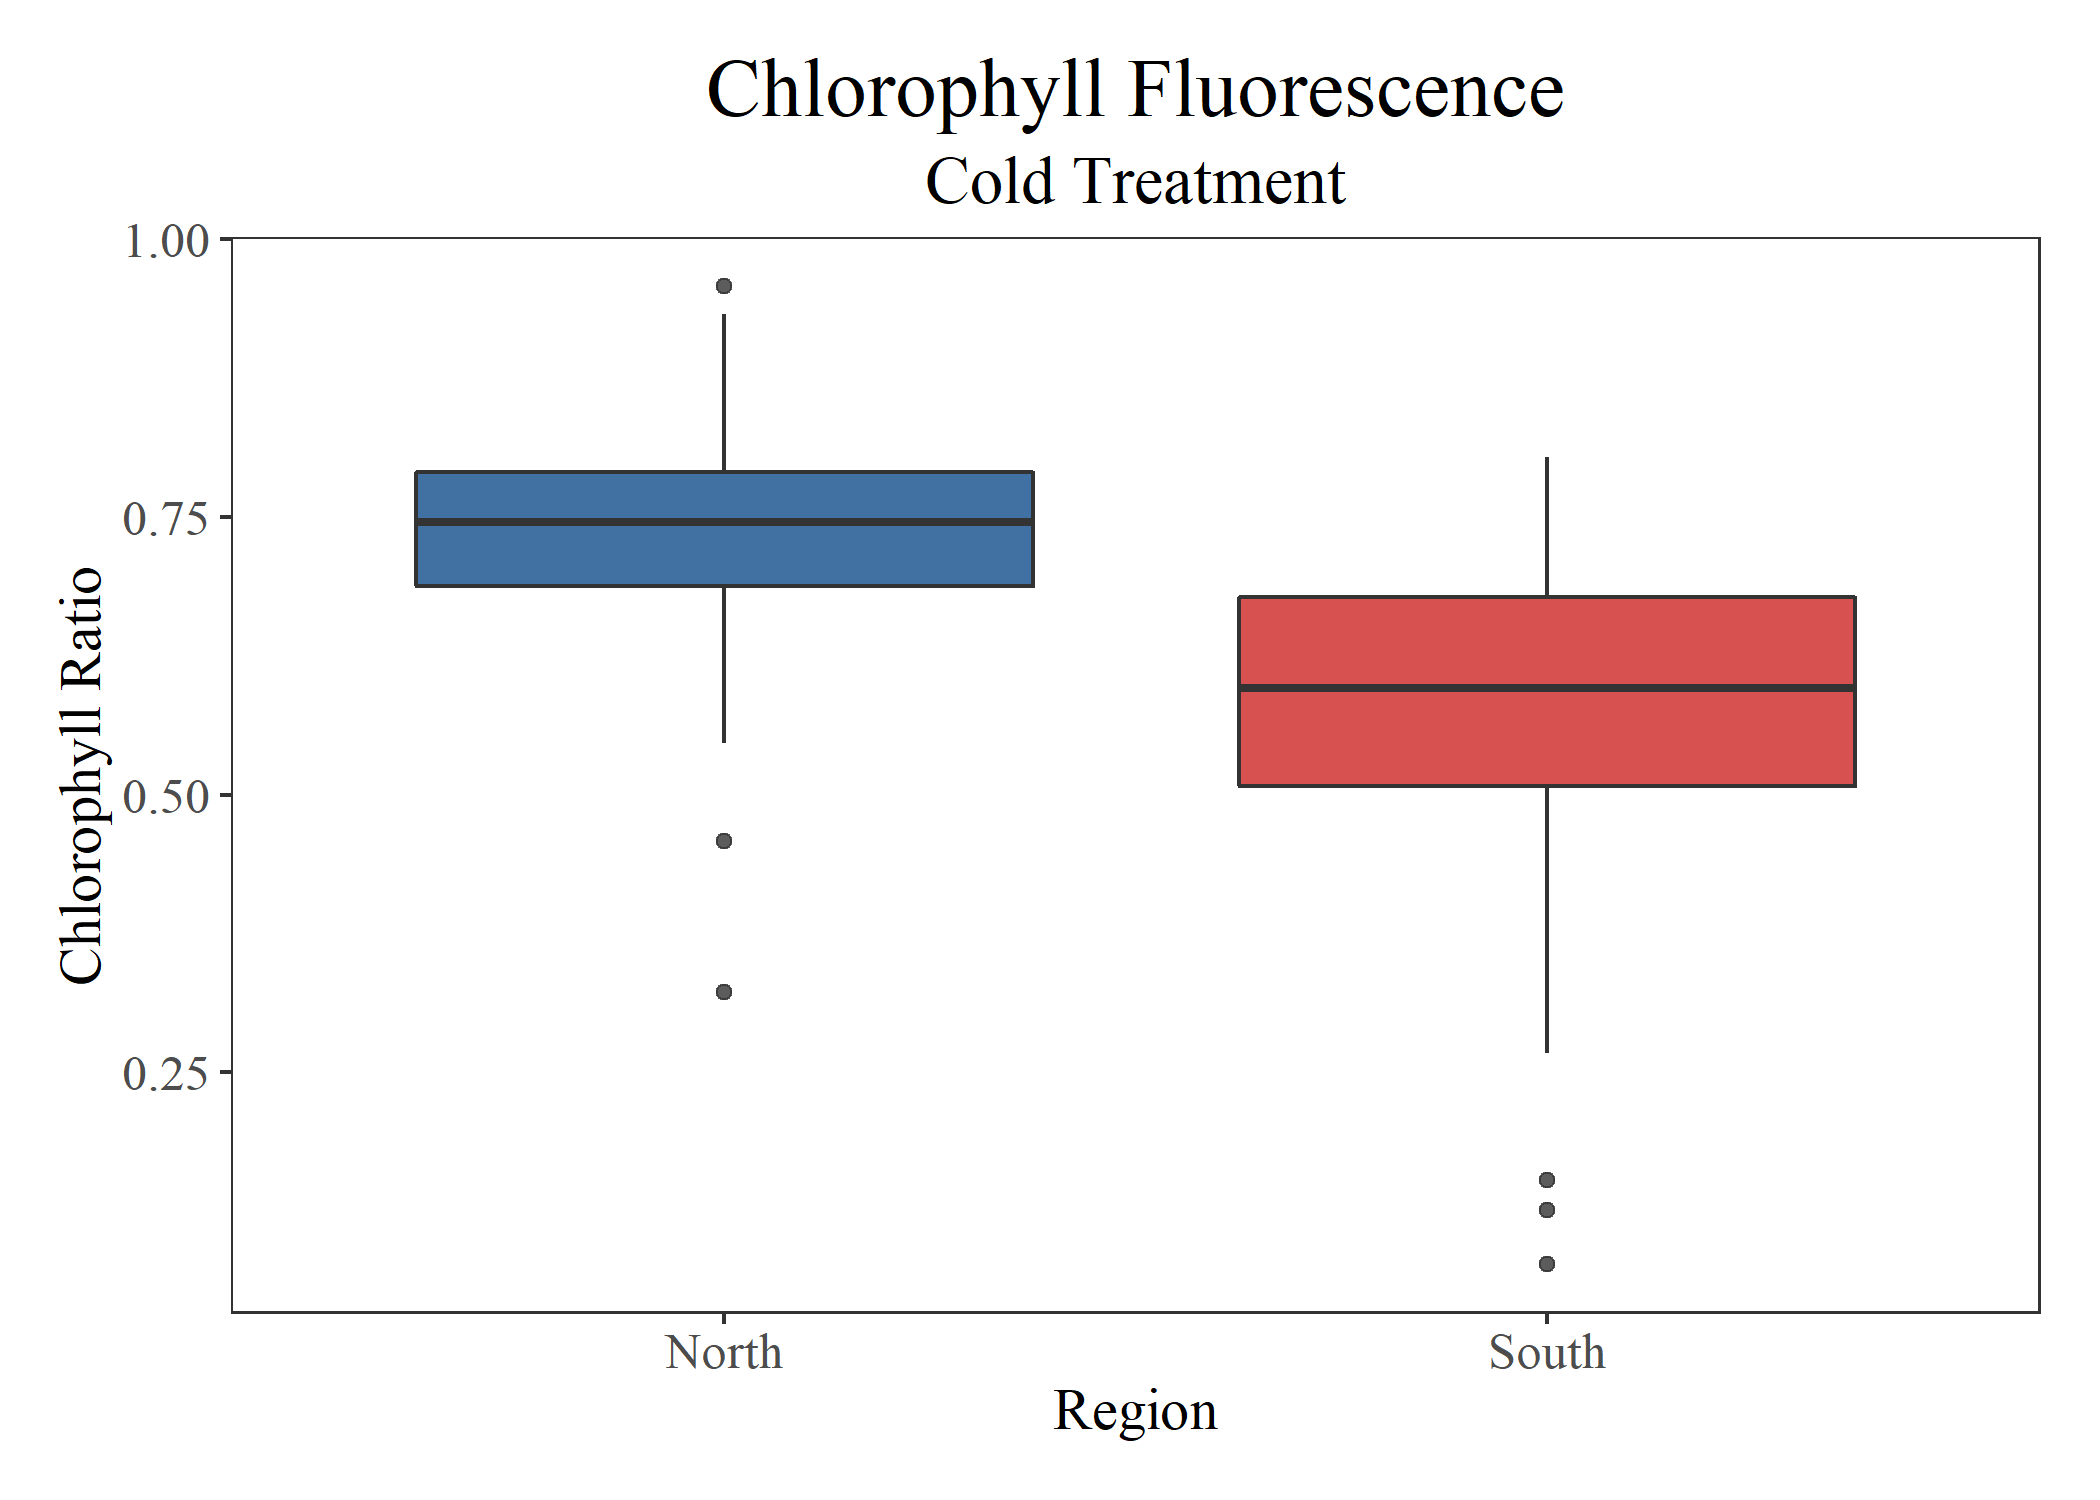 Chlorophyll Fluorescence
Cold Treatment
1.00
0.75
0.50
0.25
Chlorophyll Ratio
North
South
Region